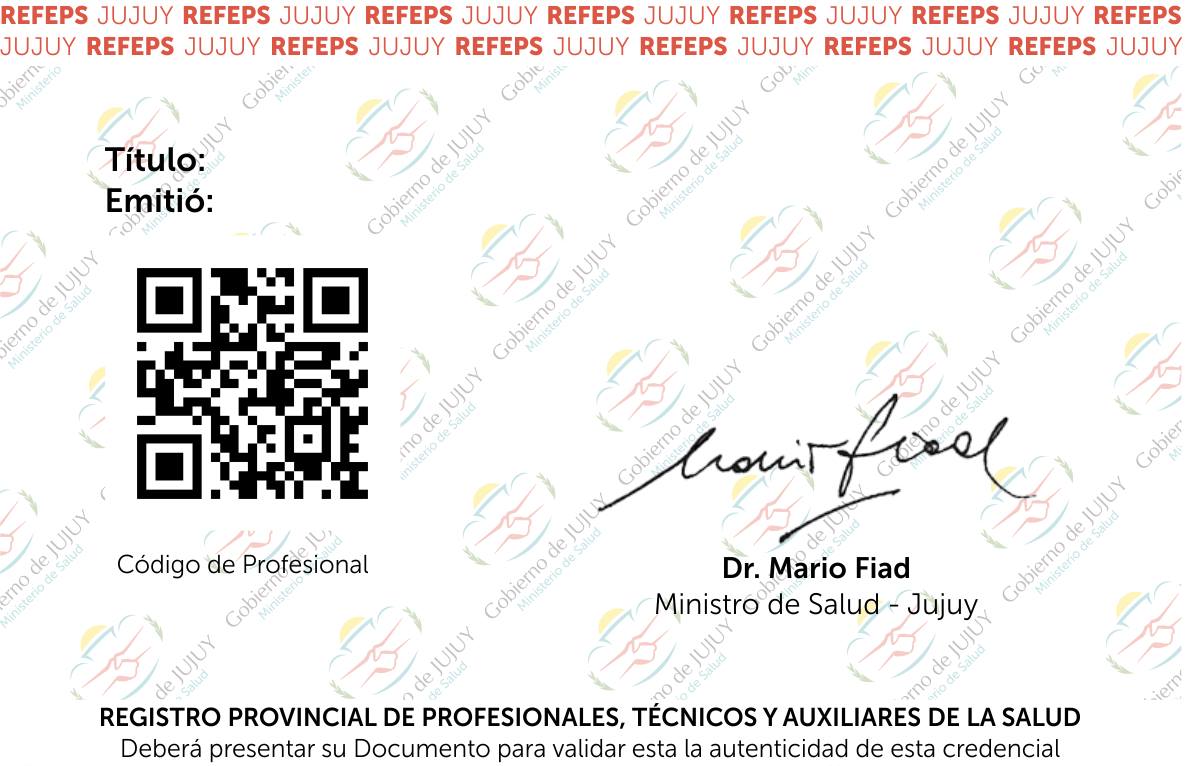 REFEPS JUJUY REFEPS JUJUY REFEPS JUJUY REFEPS JUJUY REFEPS JUJUY REFEPS JUJUY REFEPS
JUJUY REFEPS JUJUY REFEPS JUJUY REFEPS JUJUY REFEPS JUJUY REFEPS JUJUY REFEPS JUJUY
Título:
Emitió:
Código de Profesional
Mario Fiad
Dr. Mario Fiad
Ministro de Salud - Jujuy
REGISTRO PROVINCIAL DE PROFESIONALES, TÉCNICOS Y AUXILIARES DE LA SALUD
Deberá presentar su Documento para validar esta la autenticidad de esta credencial
Gobierno de JUJUY
Ministerio de Salud